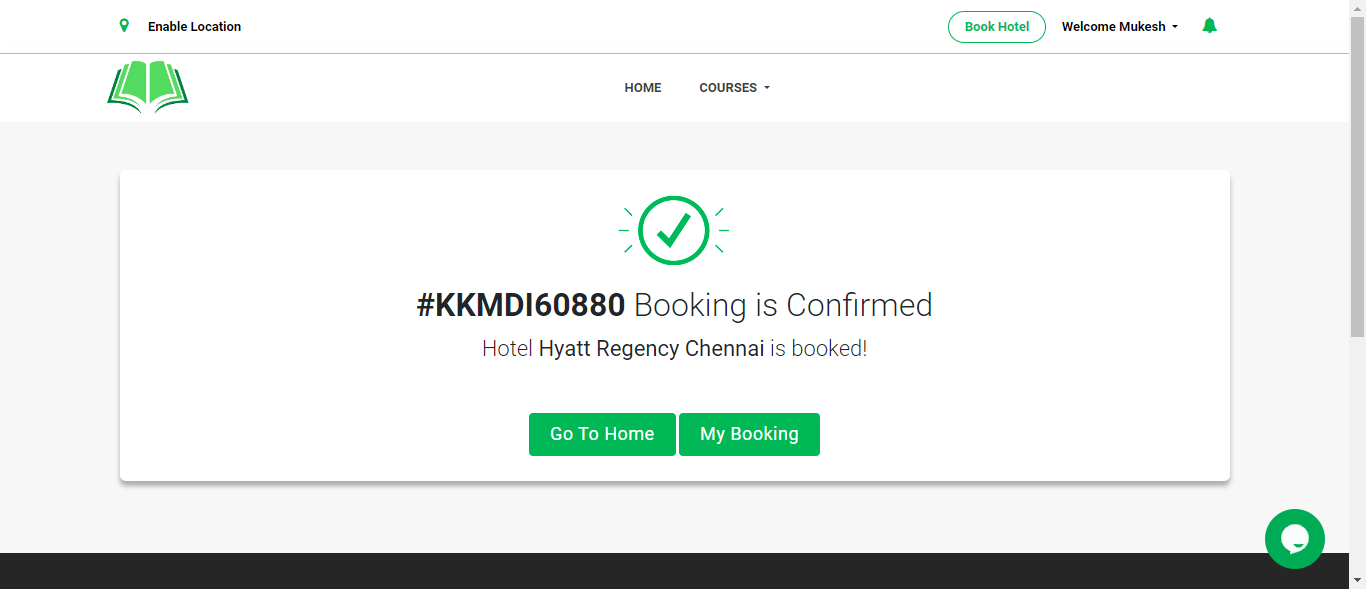 Enable Location
Book Hotel
Welcome Mukesh
HOME
COURSES
#KKMDI60880 Booking is Confirmed
Hotel Hyatt Regency Chennai is booked!
Go To Home
My Booking